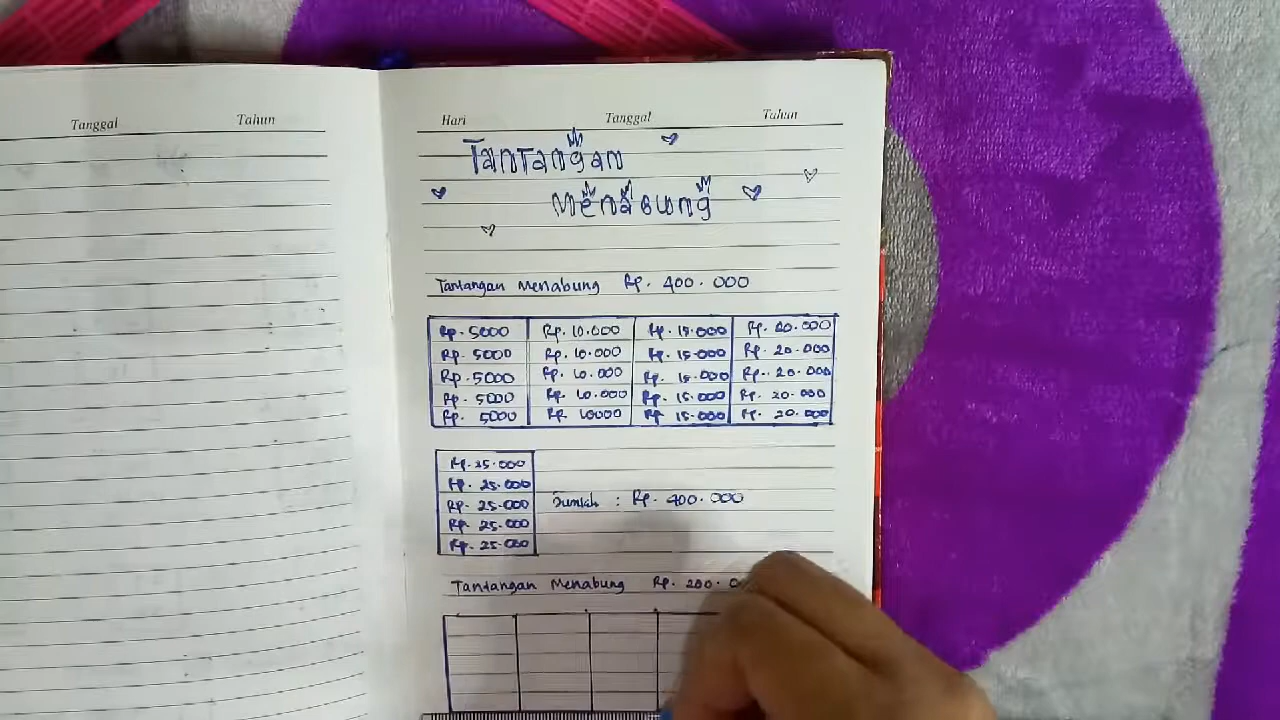 Tanggal Tahun
Hari Tanggal Tahun
Tantangan
Menabung
Tantangan Menabung Rp. 400.000
Rp. 5000 Rp. 10.000 Rp. 15.000 Rp. 20.000
Rp. 5000 Rp. 10.000 Rp. 15.000 Rp. 20.000
Rp. 5000 Rp. 10.000 Rp. 15.000 Rp. 20.000
Rp. 5000 Rp. 10.000 Rp. 15.000 Rp. 20.000
Rp. 5000 Rp 10000 Rp 15.000 Rp. 20.000
Rp. 25.000
Rp. 25.000
Rp. 25.000 Jumlah : Rp. 400.000
Rp. 25.000
Rp. 25.000
Tantangan Menabung Rp. 200.